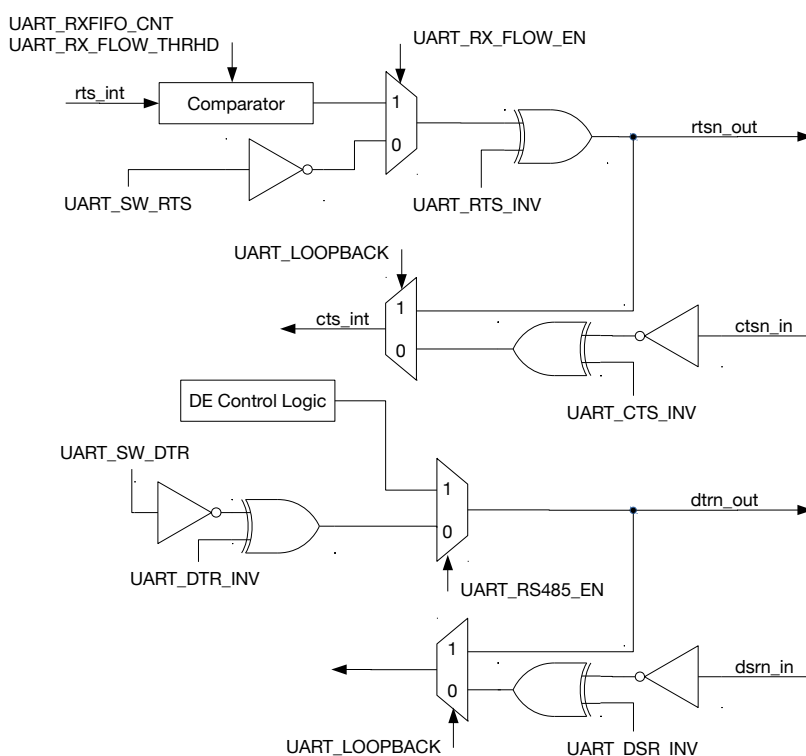 UART_RXFIFO_CNT
UART_RX_FLOW_THRHD
UART_RX_FLOW_EN
rts_int
Comparator
1
0
rtsn_out
UART_SW_RTS
UART_RTS_INV
UART_LOOPBACK
cts_int
1
0
ctsn_in
UART_CTS_INV
DE Control Logic
UART_SW_DTR
1
0
dtrn_out
UART_DTR_INV
UART_RS485_EN
1
0
dsrn_in
UART_LOOPBACK
UART_DSR_INV